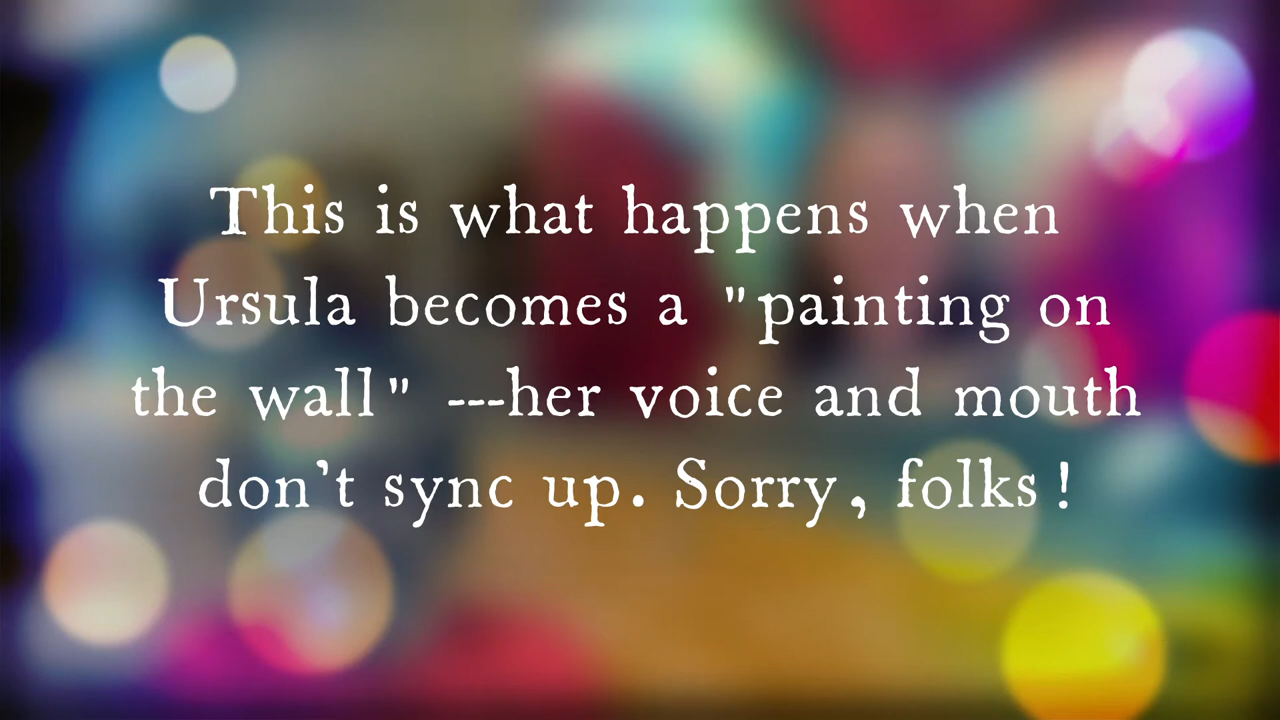 This is what happens when
Ursula becomes a "painting on
the wall" ---her voice and mouth
don't sync up. Sorry, folks!